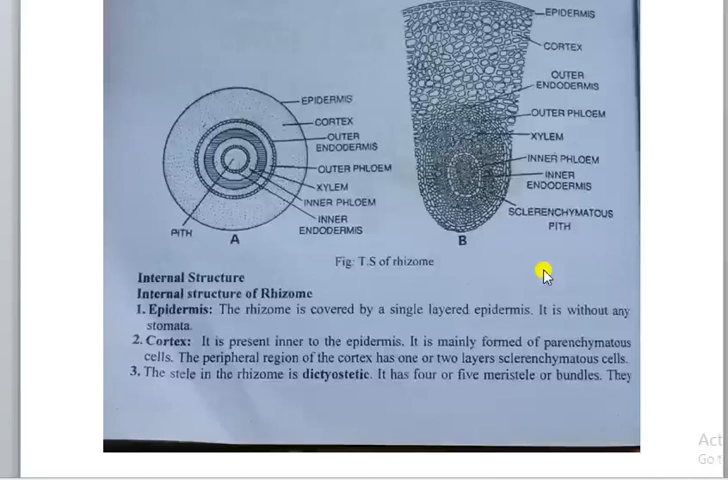 EPIDERMIS
CORTEX
OUTER
ENDODERMIS
OUTER PHLOEM
XYLEM
INNER PHLOEM
INNER
ENDODERMIS
SCLERENCHYMATOUS
PITH
B
EPIDERMIS
CORTEX
OUTER
ENDODERMIS
OUTER PHLOEM
XYLEM
INNER PHLOEM
INNER
ENDODERMIS
PITH
A
Fig: T.S of rhizome
Internal Structure
Internal structure of Rhizome
1. Epidermis: The rhizome is covered by a single layered epidermis. It is without any
stomata.
2. Cortex: It is present inner to the epidermis. It is mainly formed of parenchymatous
cells. The peripheral region of the cortex has one or two layers sclerenchymatous cells.
3. The stele in the rhizome is dictyostetic. It has four or five meristele or bundles. They
Act
Go t